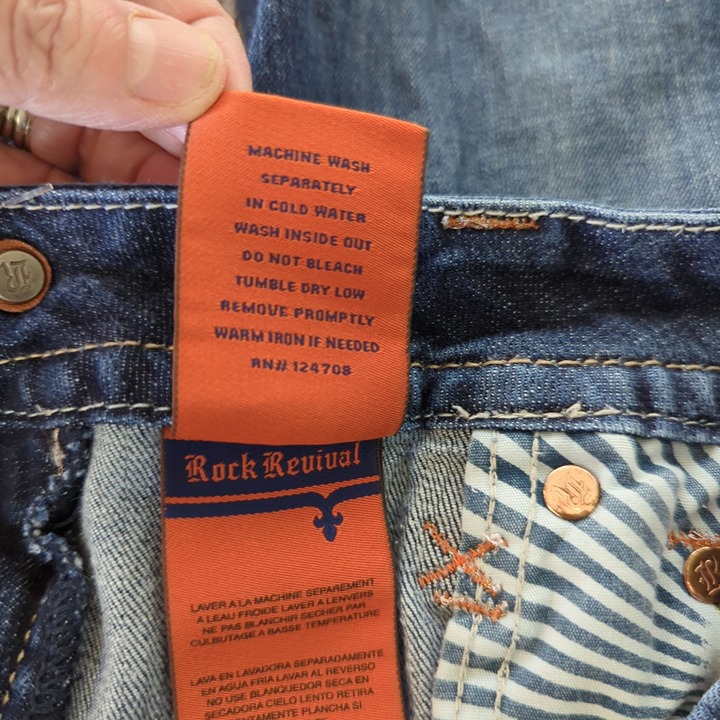 MACHINE WASH
SEPARATELY
IN COLD WATER
WASH INSIDE OUT
DO NOT BLEACH
TUMBLE DRY LOW
REMOVE PROMPTLY
WARM IRON IF NEEDED
RN# 124708
Rock Revival
LAVER A LA MACHINE SEPAREMENT
A LEAU FROIDE LAVER A LENVERS
NE PAS BLANCHIR SECHER PAR
CULBUTAGE A BASSE TEMPERATURE
LAVA EN LAVADORA SEPARADAMENTE
EN AGUA FRIA LAVAR AL REVERSO
NO USE BLANQUEDOR SECA EN
SECADORA CIELO LENTO RETIRA
PLANCHA SI